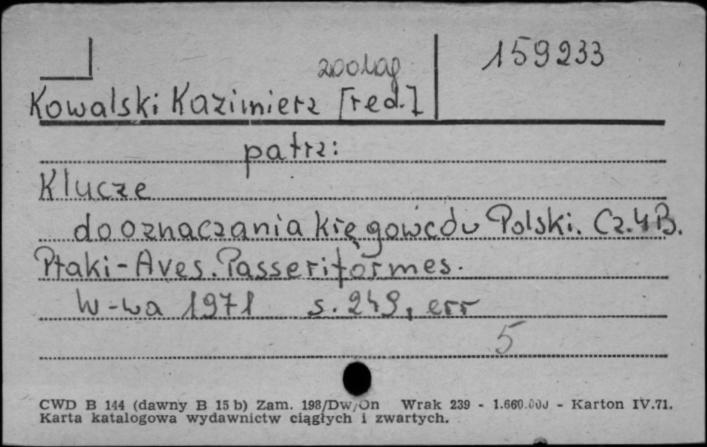 159233
zoolog
Kowalski Kazimierz [red.]
patrz:
Klucze
do oznaczania kręgowców Polski. Cz. 4B.
Ptaki-Aves. Passeriformes.
W-wa 1971 s. 249, err
5
CWD B 144 (dawny B 15 b) Zam. 198/Dw/On Wrak 239 - 1.660.000 - Karton IV.71.
Karta katalogowa wydawnictw ciągłych i zwartych.